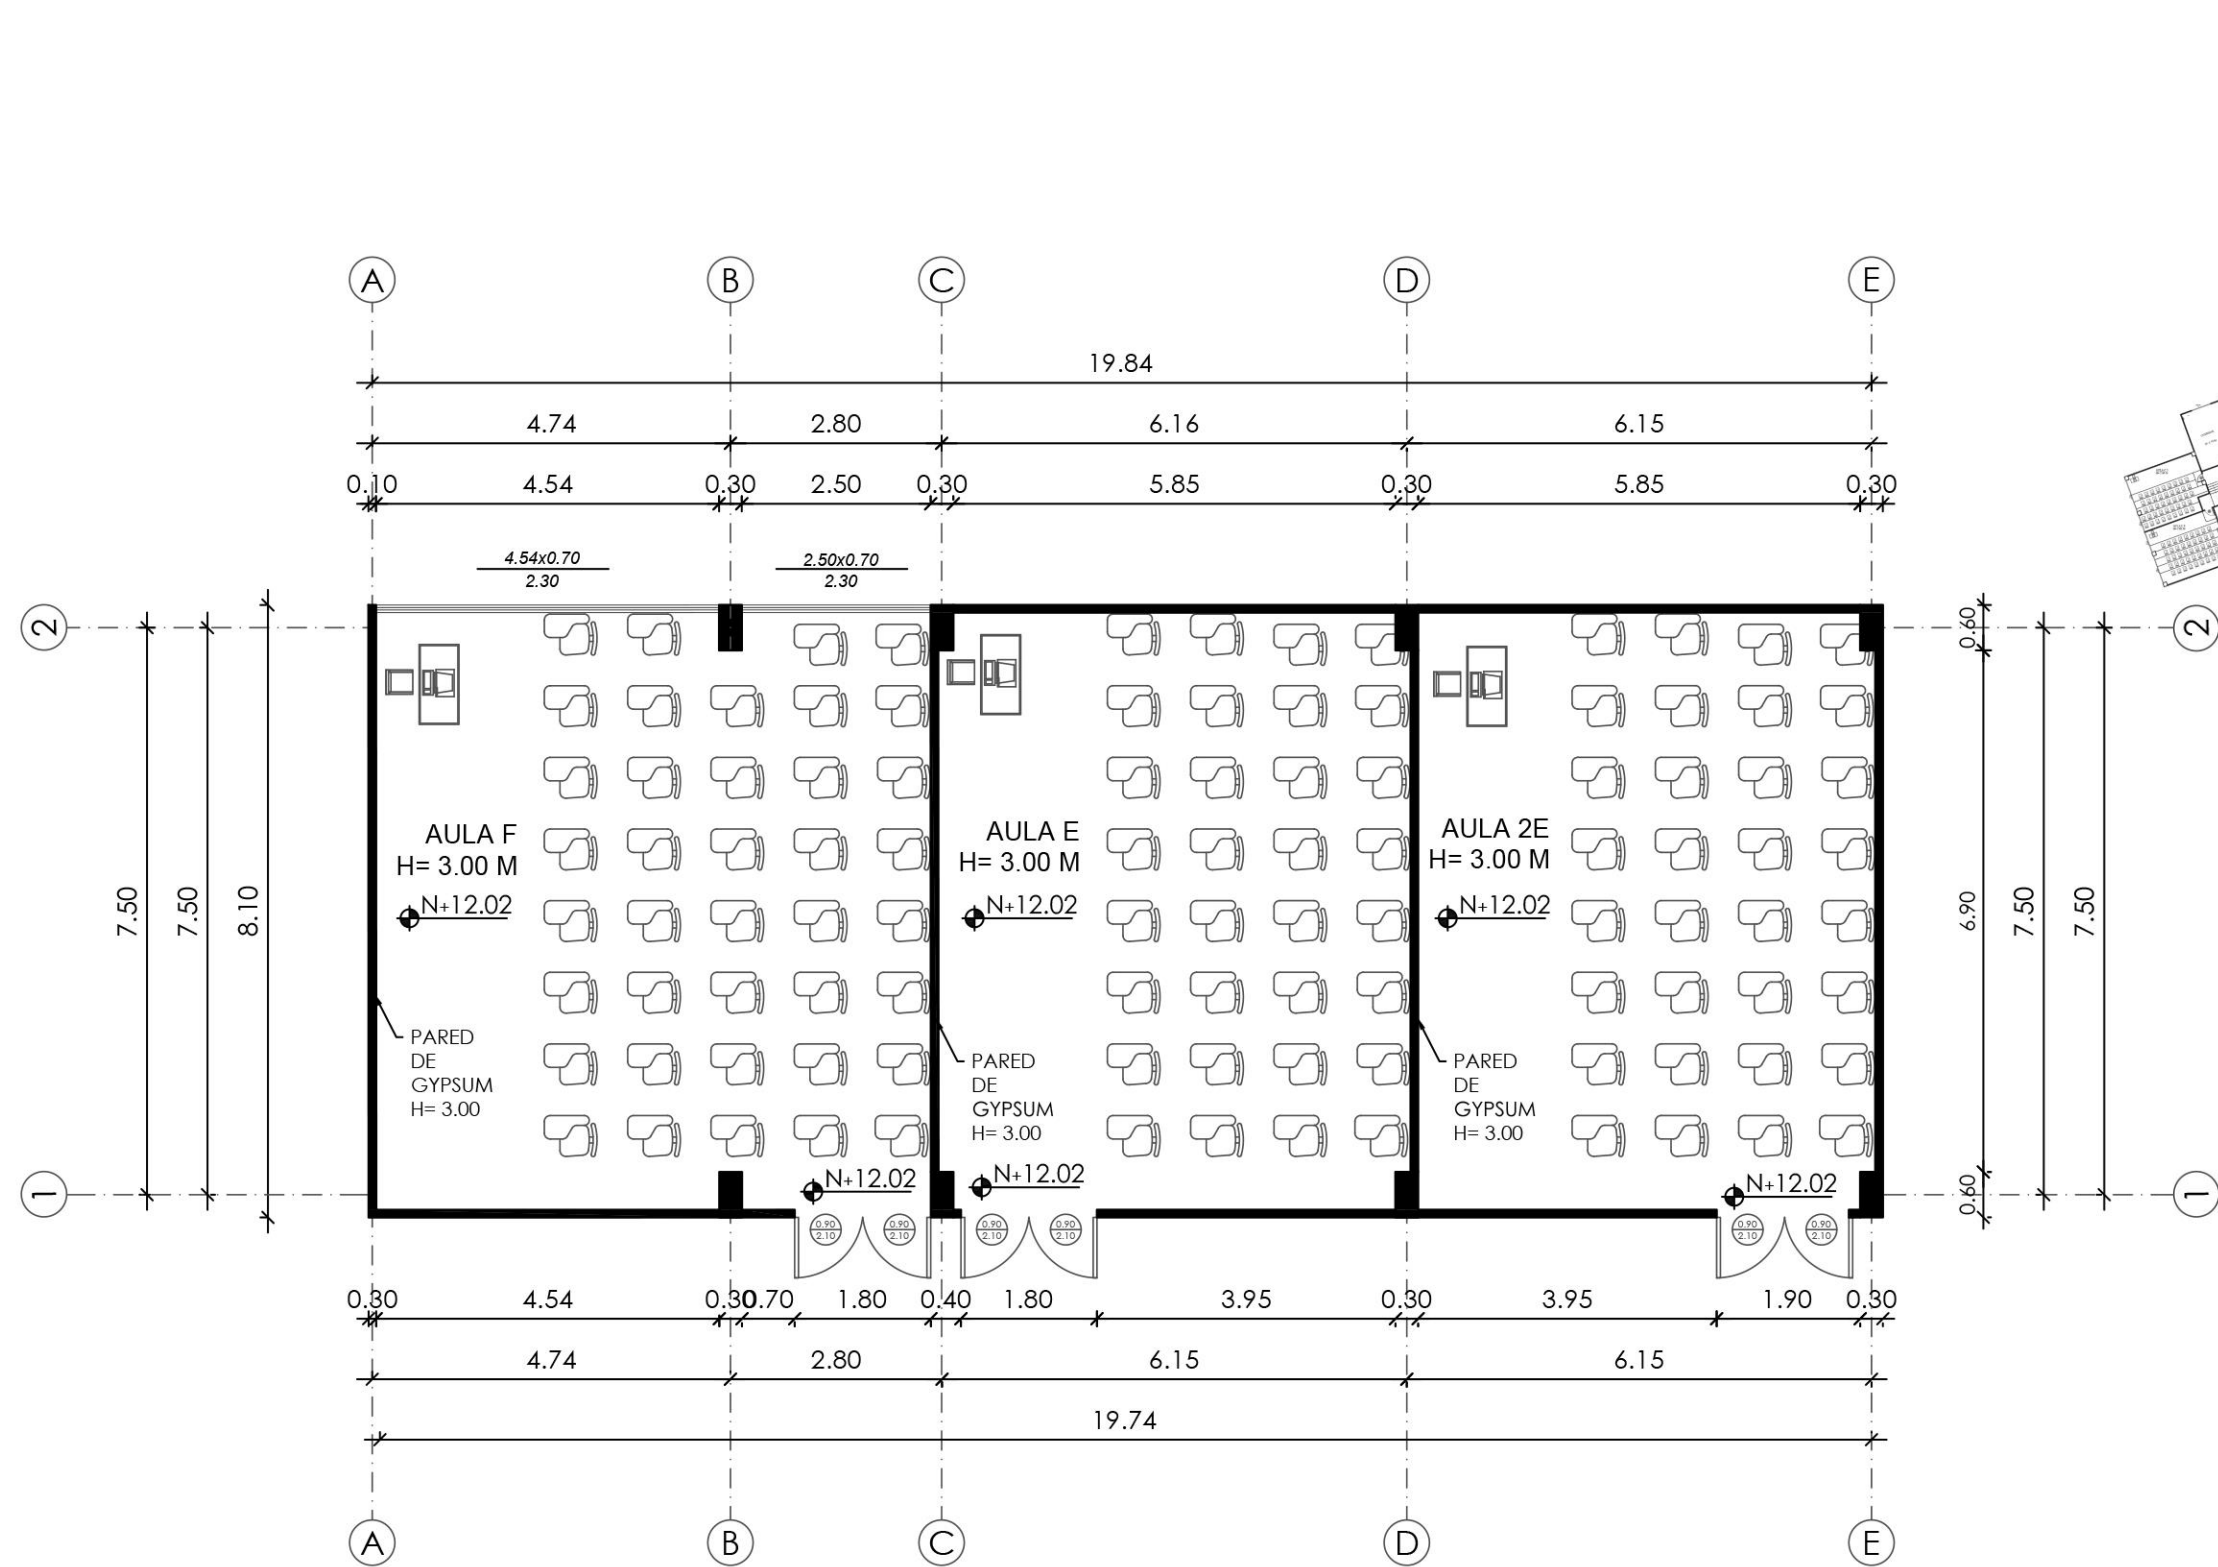 A B C D E
19.84
4.74 2.80 6.16 6.15
0.10 4.54 0.30 2.50 0.30 5.85 0.30 5.85 0.30
4.54x0.70 2.50x0.70
2.30 2.30
2 2
0.60
AULA F AULA E AULA 2E
H= 3.00 M H= 3.00 M H= 3.00 M
N+12.02 N+12.02 N+12.02
7.50 7.50 8.10 6.90 7.50 7.50
PARED
DE
GYPSUM
H= 3.00
PARED
DE
GYPSUM
H= 3.00
PARED
DE
GYPSUM
H= 3.00
N+12.02 N+12.02 N+12.02
1 0.60 1
0.90 0.90 0.90 0.90 0.90 0.90
2.10 2.10 2.10 2.10 2.10 2.10
0.30 4.54 0.30 0.70 1.80 0.40 1.80 3.95 0.30 3.95 1.90 0.30
4.74 2.80 6.15 6.15
19.74
A B C D E